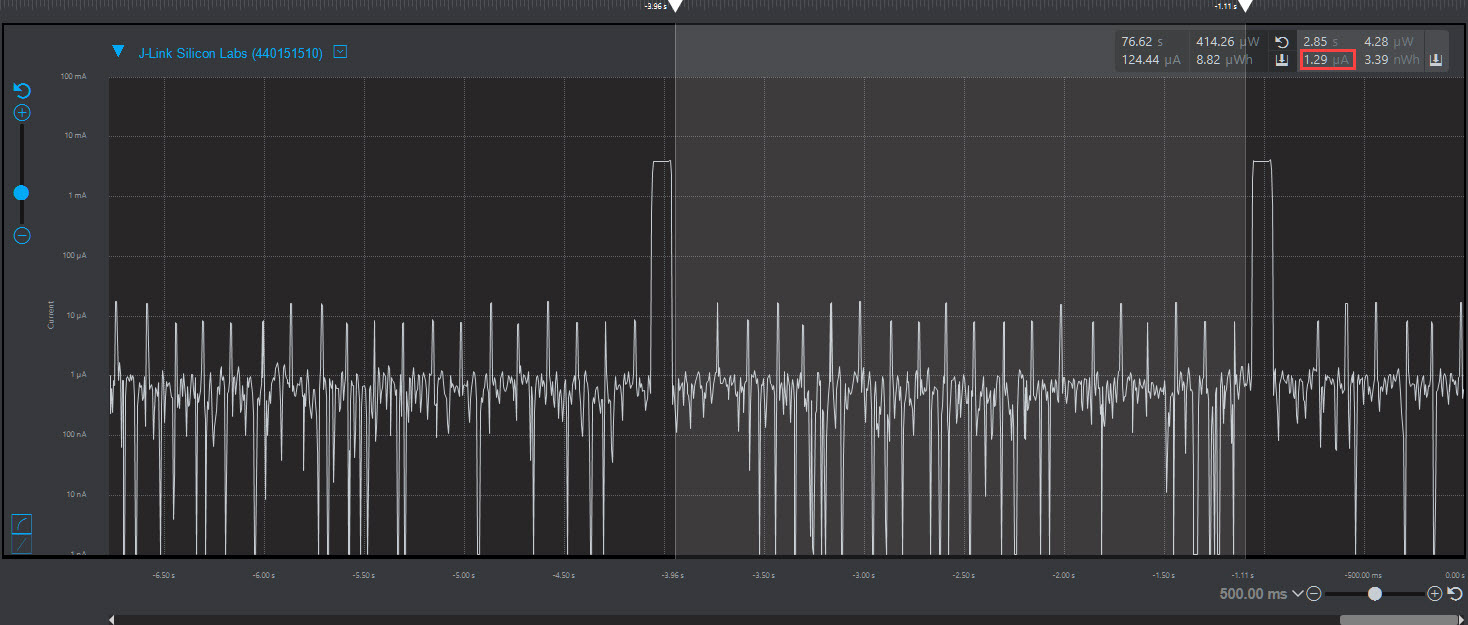 -3.96 s
-1.11 s
J-Link Silicon Labs (440151510)
76.62 s 414.26 µW 2.85 s 4.28 µW
124.44 µA 8.82 µWh 1.29 µA 3.39 nWh
100 mA
10 mA
1 mA
100 µA
10 µA
1 µA
100 nA
10 nA
1 nA
Current
-6.50 s -6.00 s -5.50 s -5.00 s -4.50 s -3.96 s -3.50 s -3.00 s -2.50 s -2.00 s -1.50 s -1.11 s -500.00 ms 0.00 s
500.00 ms